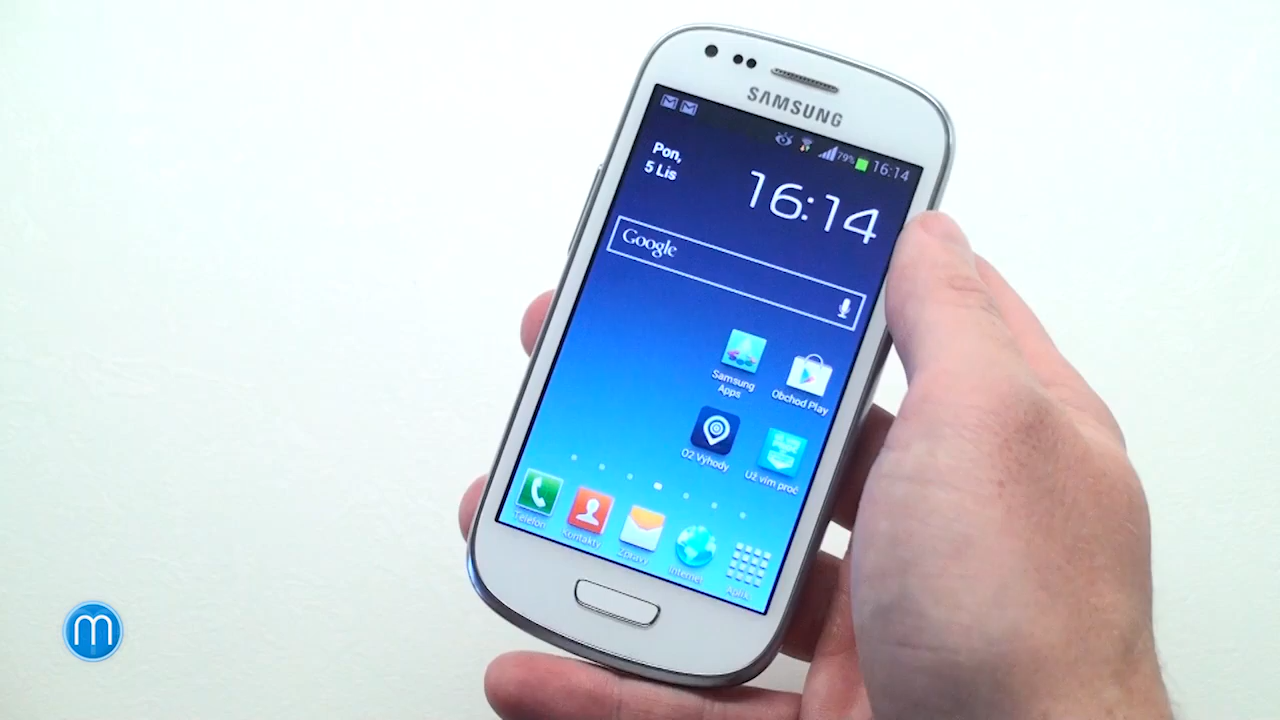 SAMSUNG
79% 16:14
Pon,
5 Lis
16:14
Google
Samsung
Apps
Obchod Play
O2 Výhody
Už vím proč
Telefon
Kontakty
Zprávy
Internet
Aplik.
m